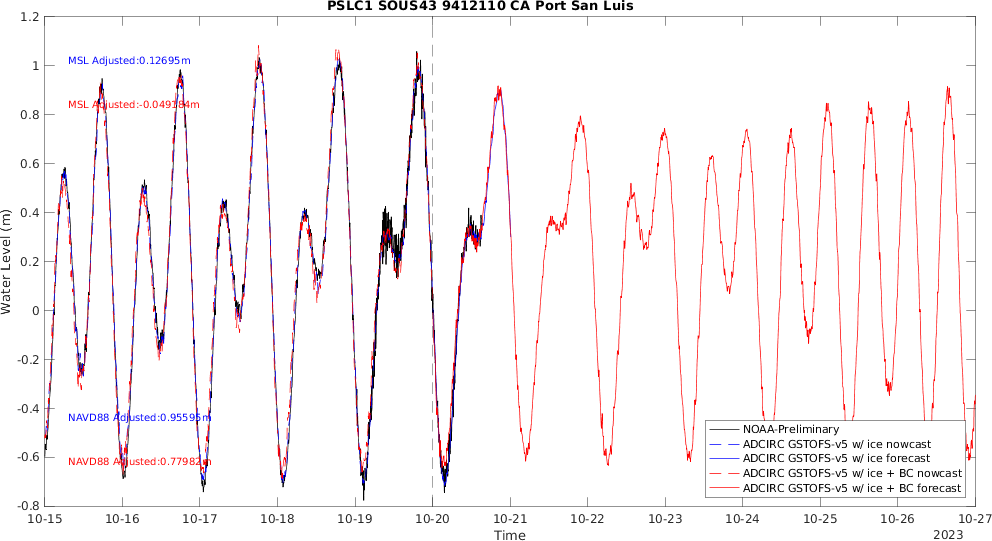 PSLC1 SOUS43 9412110 CA Port San Luis
1.2
1
0.8
0.6
0.4
0.2
0
-0.2
-0.4
-0.6
-0.8
Water Level (m)
MSL Adjusted:0.12695m
MSL Adjusted:-0.049184m
NAVD88 Adjusted:0.95595m
NAVD88 Adjusted:0.77982m
NOAA-Preliminary
ADCIRC GSTOFS-v5 w/ ice nowcast
ADCIRC GSTOFS-v5 w/ ice forecast
ADCIRC GSTOFS-v5 w/ice + BC nowcast
ADCIRC GSTOFS-v5 w/ice + BC forecast
10-15 10-16 10-17 10-18 10-19 10-20 10-21 10-22 10-23 10-24 10-25 10-26 10-27
Time
2023